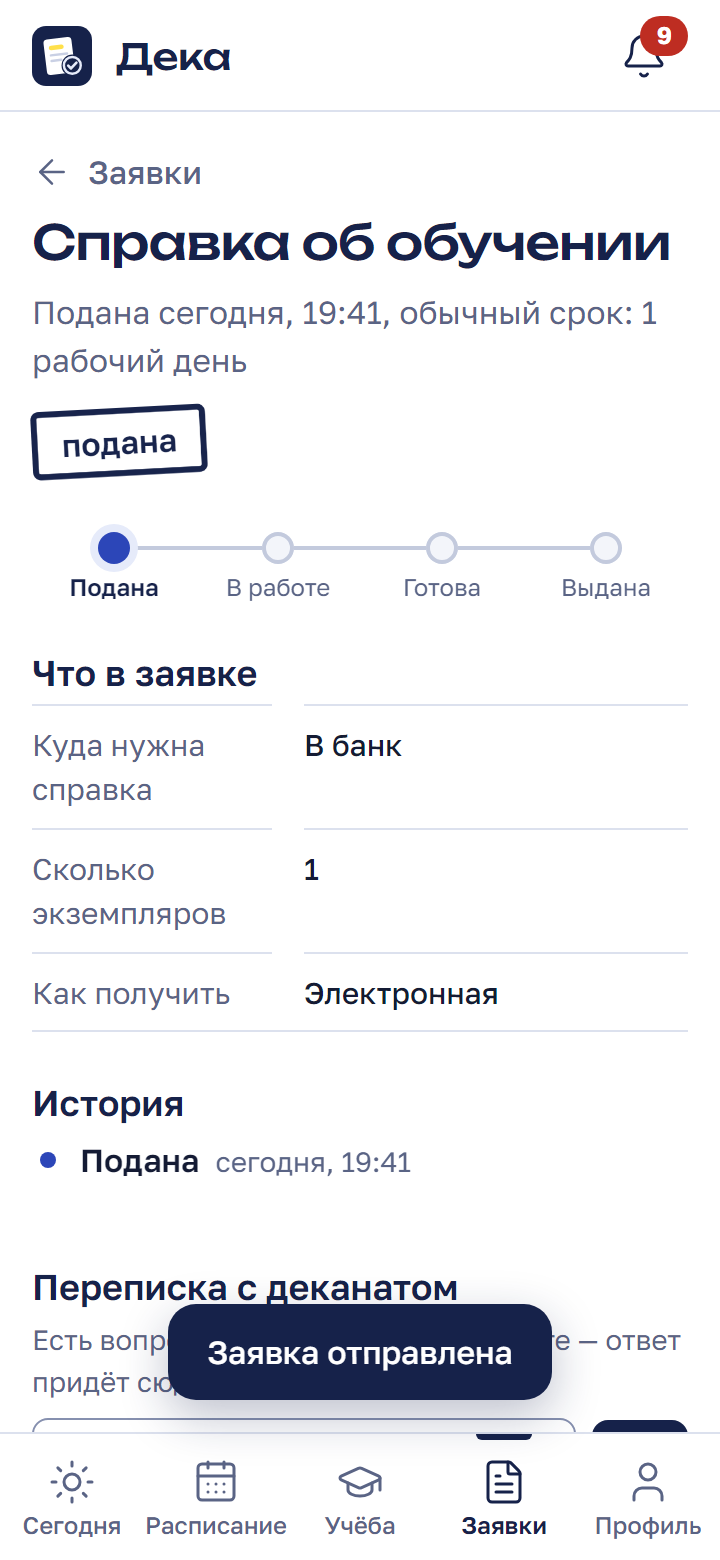 Дека
9
Заявки
Справка об обучении
Подана сегодня, 19:41, обычный срок: 1
рабочий день
подана
Подана
В работе
Готова
Выдана
Что в заявке
Куда нужна
справка
В банк
Сколько
экземпляров
1
Как получить
Электронная
История
Подана сегодня, 19:41
Переписка с деканатом
Есть — ответ
придёт
Заявка отправлена
Сегодня
Расписание
Учёба
Заявки
Профиль